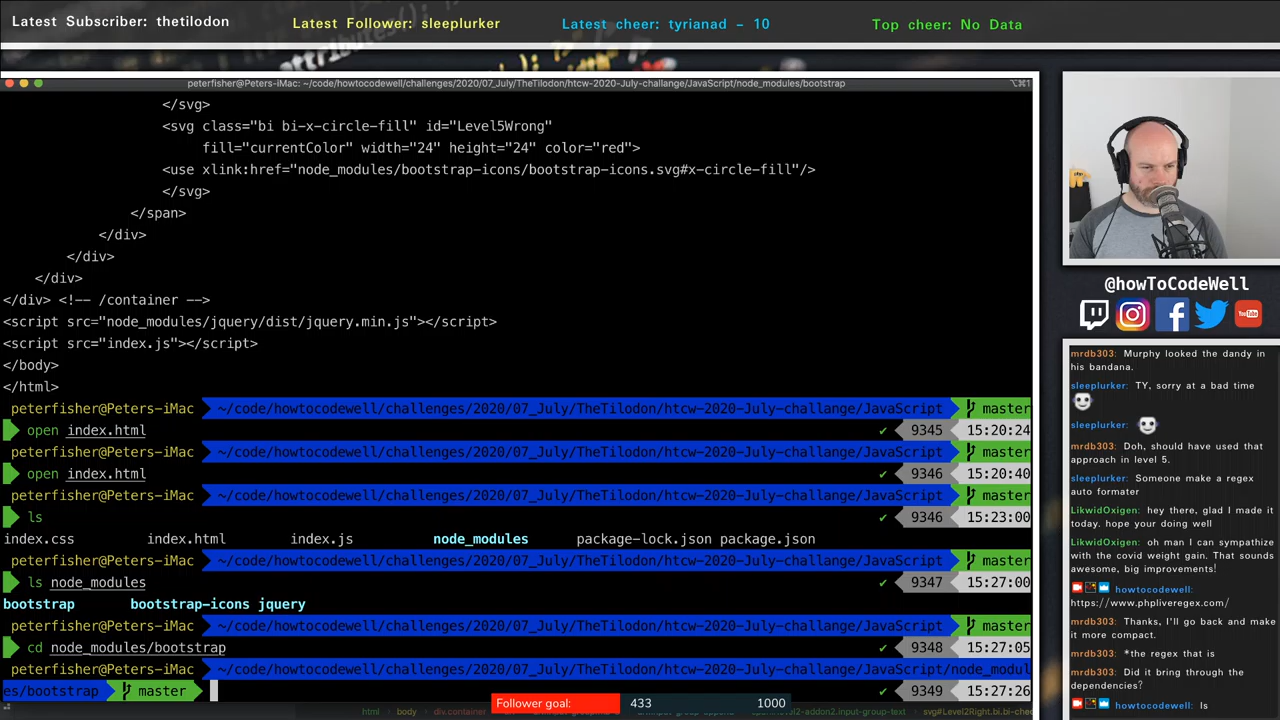 Latest Subscriber: thetilodon
Latest Follower: sleeplurker
Latest cheer: tyrianad - 10
Top cheer: No Data
peterfisher@Peters-iMac: ~/code/howtocodewell/challenges/2020/07_July/TheTilodon/htcw-2020-July-challange/JavaScript/node_modules/bootstrap
⌥⌘1
</svg>
<svg class="bi bi-x-circle-fill" id="Level5Wrong"
fill="currentColor" width="24" height="24" color="red">
<use xlink:href="node_modules/bootstrap-icons/bootstrap-icons.svg#x-circle-fill"/>
</svg>
</span>
</div>
</div>
</div>
</div> <!-- /container -->
<script src="node_modules/jquery/dist/jquery.min.js"></script>
<script src="index.js"></script>
</body>
</html>
peterfisher@Peters-iMac ~/code/howtocodewell/challenges/2020/07_July/TheTilodon/htcw-2020-July-challange/JavaScript master
open index.html ✔ 9345 15:20:24
peterfisher@Peters-iMac ~/code/howtocodewell/challenges/2020/07_July/TheTilodon/htcw-2020-July-challange/JavaScript master
open index.html ✔ 9346 15:20:40
peterfisher@Peters-iMac ~/code/howtocodewell/challenges/2020/07_July/TheTilodon/htcw-2020-July-challange/JavaScript master
ls ✔ 9346 15:23:00
index.css index.html index.js node_modules package-lock.json package.json
peterfisher@Peters-iMac ~/code/howtocodewell/challenges/2020/07_July/TheTilodon/htcw-2020-July-challange/JavaScript master
ls node_modules ✔ 9347 15:27:00
bootstrap bootstrap-icons jquery
peterfisher@Peters-iMac ~/code/howtocodewell/challenges/2020/07_July/TheTilodon/htcw-2020-July-challange/JavaScript master
cd node_modules/bootstrap ✔ 9348 15:27:05
peterfisher@Peters-iMac ~/code/howtocodewell/challenges/2020/07_July/TheTilodon/htcw-2020-July-challange/JavaScript/node_modul
es/bootstrap master ✔ 9349 15:27:26
Follower goal: 433 1000
html body div.container
@howToCodeWell
You Tube
mrdb303: Murphy looked the dandy in
his bandana.
sleeplurker: TY, sorry at a bad time
sleeplurker:
mrdb303: Doh, should have used that
approach in level 5.
sleeplurker: Someone make a regex
auto formater
LikwidOxigen: hey there, glad I made it
today. hope your doing well
LikwidOxigen: oh man I can sympathize
with the covid weight gain. That sounds
awesome, big improvements!
howtocodewell:
https://www.phpliveregex.com/
mrdb303: Thanks, I'll go back and make
it more compact.
mrdb303: *the regex that is
mrdb303: Did it bring through the
dependencies?
howtocodewell: ls